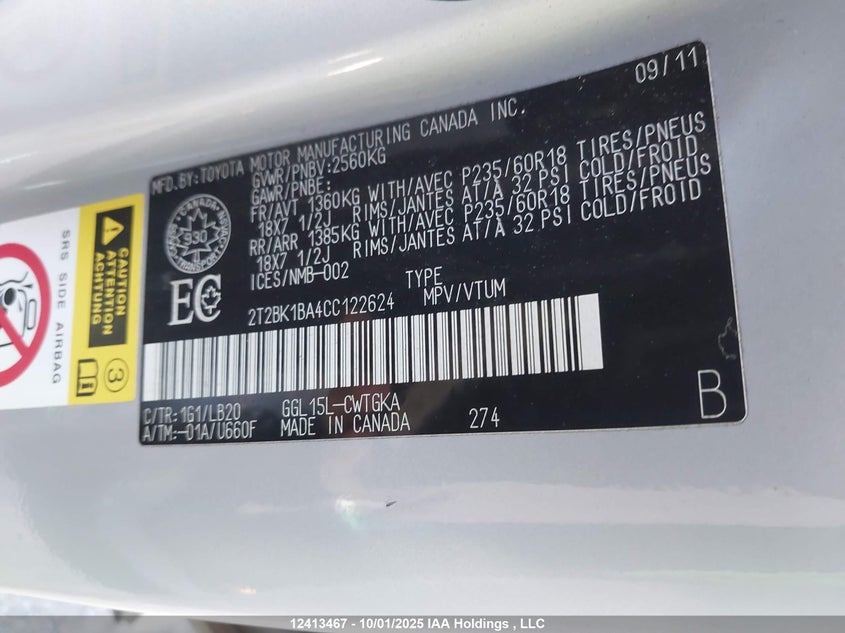 09/11
MFD.BY:TOYOTA MOTOR MANUFACTURING CANADA INC.
GVWR/PNBV:2560KG
GAWR/PNBE:
FR/AVT 1360KG WITH/AVEC P235/60R18 TIRES/PNEUS
18X7 1/2J RIMS/JANTES AT/À 32 PSI COLD/FROID
RR/ARR 1385KG WITH/AVEC P235/60R18 TIRES/PNEUS
18X7 1/2J RIMS/JANTES AT/À 32 PSI COLD/FROID
ICES/NMB-002
CANADA
930
TRANSPORT
EC
TYPE
2T2BK1BA4CC122624 MPV/VTUM
C/TR:1G1/LB20 GGL15L-CWTGKA
A/TM:-01A/U660F MADE IN CANADA 274
B
CAUTION
ATTENTION
ACHTUNG
SRS SIDE AIRBAG
3
12413467 - 10/01/2025 IAA Holdings , LLC